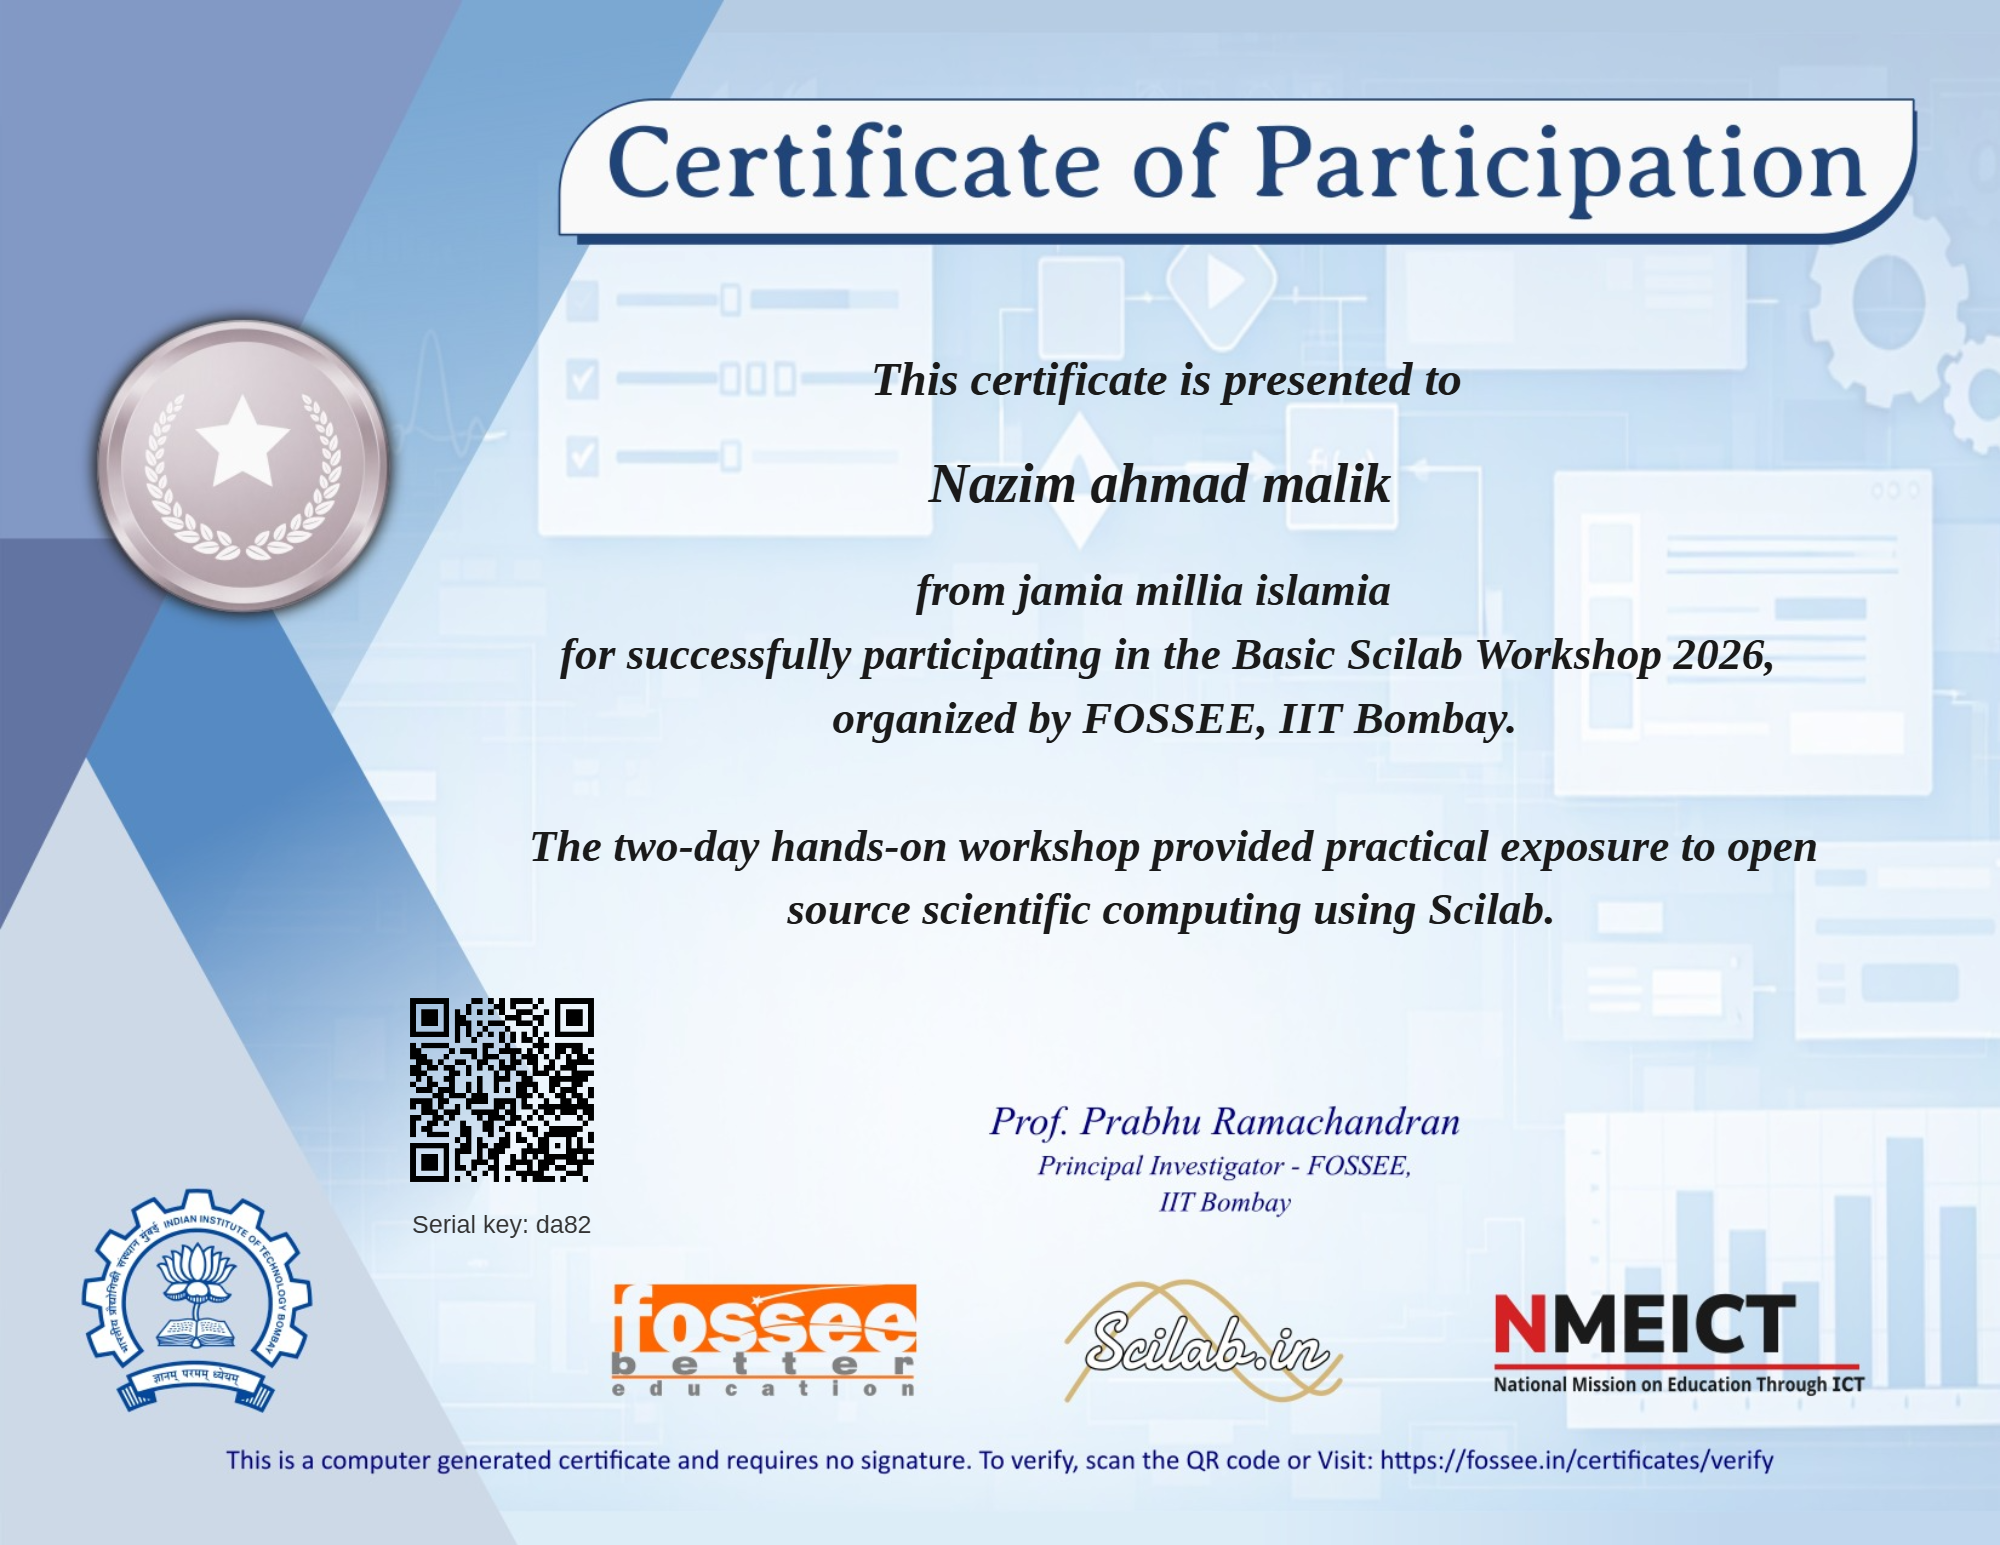 Certificate of Participation
This certificate is presented to
Nazim ahmad malik
from jamia millia islamia
for successfully participating in the Basic Scilab Workshop 2026,
organized by FOSSEE, IIT Bombay.
The two-day hands-on workshop provided practical exposure to open
source scientific computing using Scilab.
Prof. Prabhu Ramachandran
Principal Investigator - FOSSEE,
IIT Bombay
Serial key: da82
भारतीय प्रौद्योगिकी संस्थान मुंबई INDIAN INSTITUTE OF TECHNOLOGY BOMBAY
ज्ञानम् परमम् ध्येयम्
fossee
better
education
Scilab.in
NMEICT
National Mission on Education Through ICT
This is a computer generated certificate and requires no signature. To verify, scan the QR code or Visit: https://fossee.in/certificates/verify